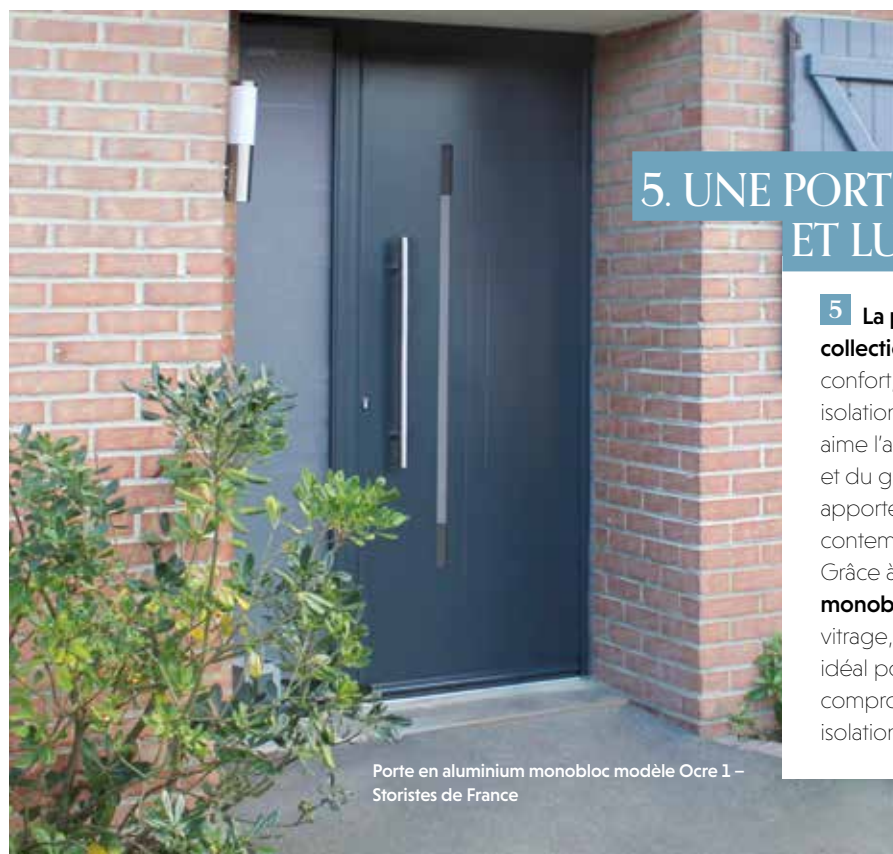 5. UNE PORT
ET LU
5 La p
collecti
confort,
isolation
aime l'a
et du g
apporte
contem
Grâce à
monob
vitrage,
idéal po
compro
isolation
Porte en aluminium monobloc modèle Ocre 1 –
Storistes de France